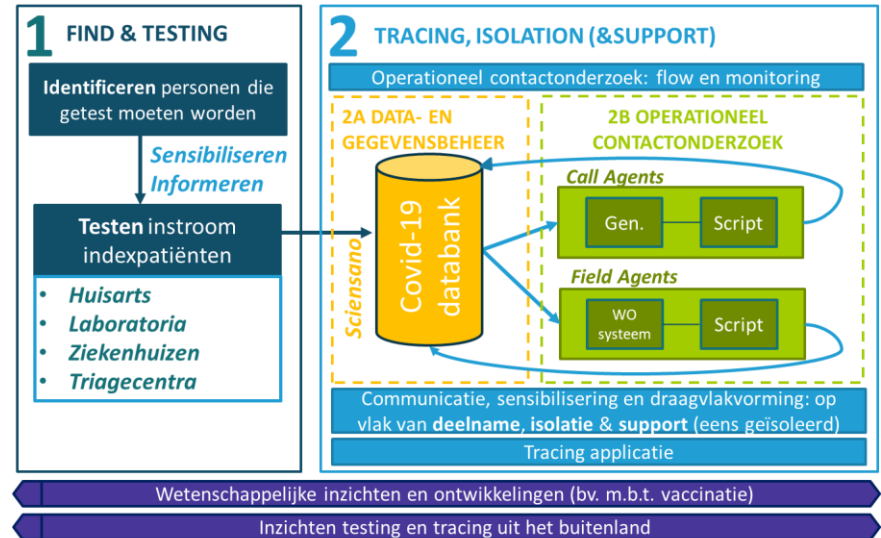 1 FIND & TESTING
Identificeren personen die
getest moeten worden
Sensibiliseren
Informeren
Testen instroom
indexpatiënten
• Huisarts
• Laboratoria
• Ziekenhuizen
• Triagecentra
2 TRACING, ISOLATION (&SUPPORT)
Operationeel contactonderzoek: flow en monitoring
2A DATA- EN
GEGEVENSBEHEER
Sciensano
Covid-19
databank
2B OPERATIONEEL
CONTACTONDERZOEK
Call Agents
Gen.
Script
Field Agents
WO
systeem
Script
Communicatie, sensibilisering en draagvlakvorming: op
vlak van deelname, isolatie & support (eens geïsoleerd)
Tracing applicatie
Wetenschappelijke inzichten en ontwikkelingen (bv. m.b.t. vaccinatie)
Inzichten testing en tracing uit het buitenland